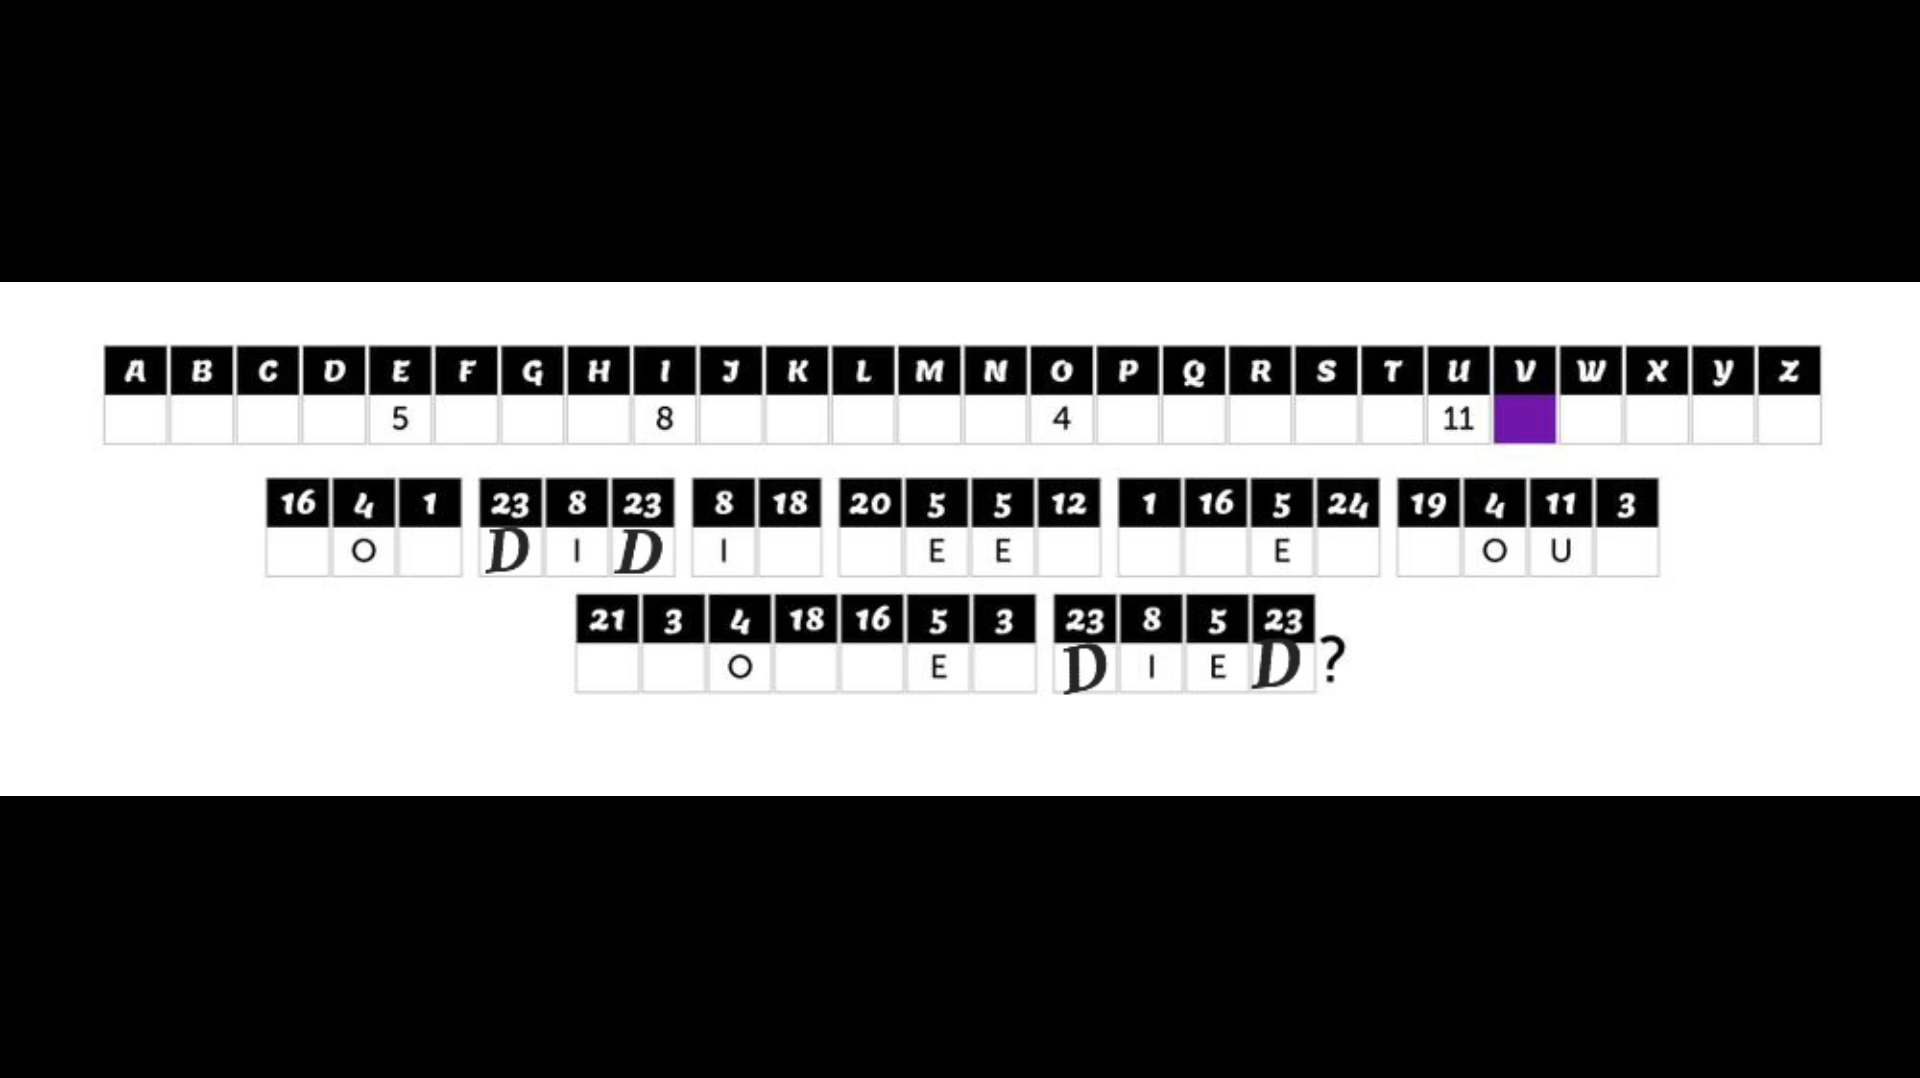 A B C D E F G H I J K L M N O P Q R S T U V W X Y Z
5 8 4 11
16 4 1 23 8 23 8 18 20 5 5 12 1 16 5 24 19 4 11 3
O D I D I E E E O U
21 3 4 18 16 5 3 23 8 5 23
O E D I E D ?